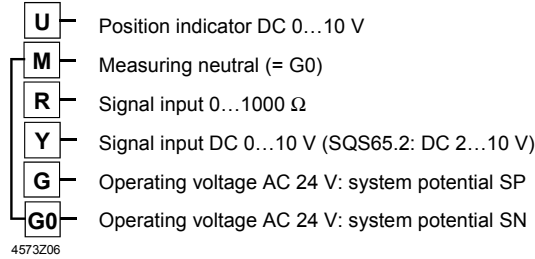 U Position indicator DC 0…10 V
M Measuring neutral (= G0)
R Signal input 0…1000 Ω
Y Signal input DC 0…10 V (SQS65.2: DC 2…10 V)
G Operating voltage AC 24 V: system potential SP
G0 Operating voltage AC 24 V: system potential SN
4573Z06